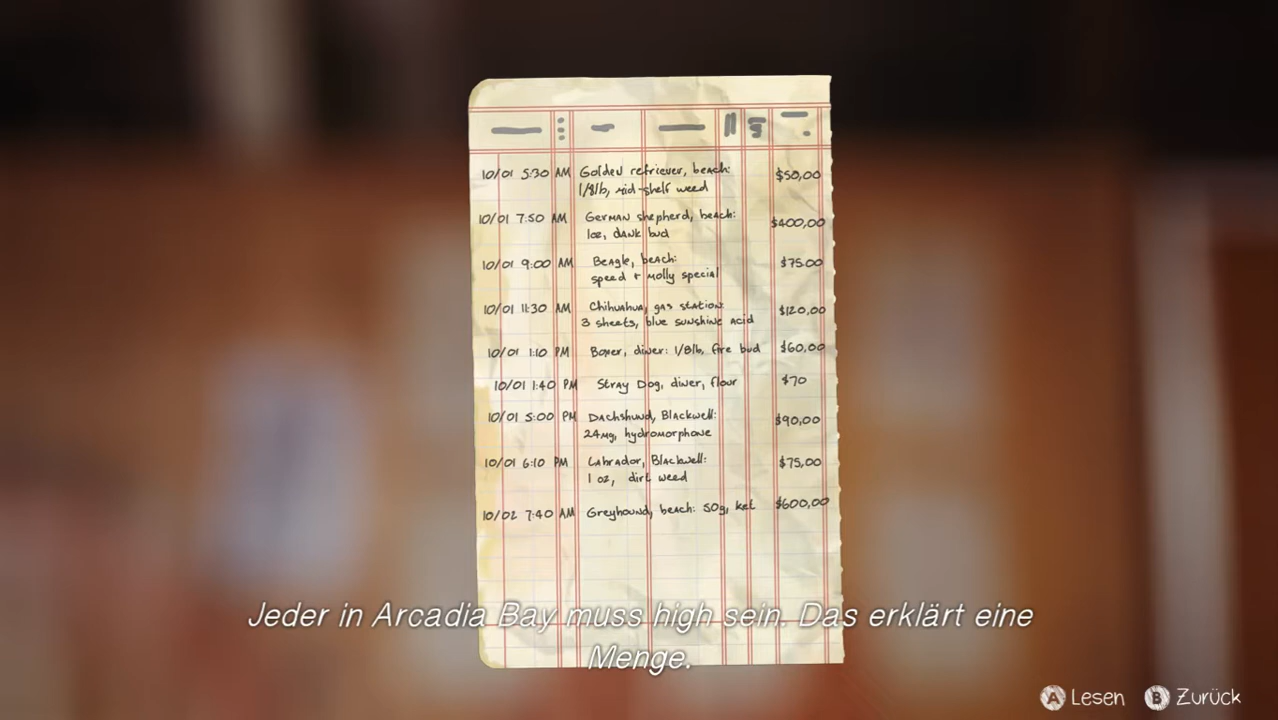 10/01 5:30 AM Golden retriever, beach: $50,00
1/8lb, mid-shelf weed
10/01 7:50 AM German shepherd, beach: $400,00
1oz, dank bud
10/01 9:00 AM Beagle, beach: $75.00
speed + molly special
10/01 11:30 AM Chihuahua, gas station: $120,00
3 sheets, blue sunshine acid
10/01 1:10 PM Boxer, diner: 1/8lb, fire bud $60,00
10/01 1:40 PM Stray Dog, diner, flour $70
10/01 5:00 PM Dachshund, Blackwell: $90,00
24mg, hydromorphone
10/01 6:10 PM Labrador, Blackwell: $75,00
1 oz, dirt weed
10/02 7:40 AM Greyhound, beach: 50g, ket $600,00
Jeder in Arcadia Bay muss high sein. Das erklärt eine
Menge.
A Lesen B Zurück